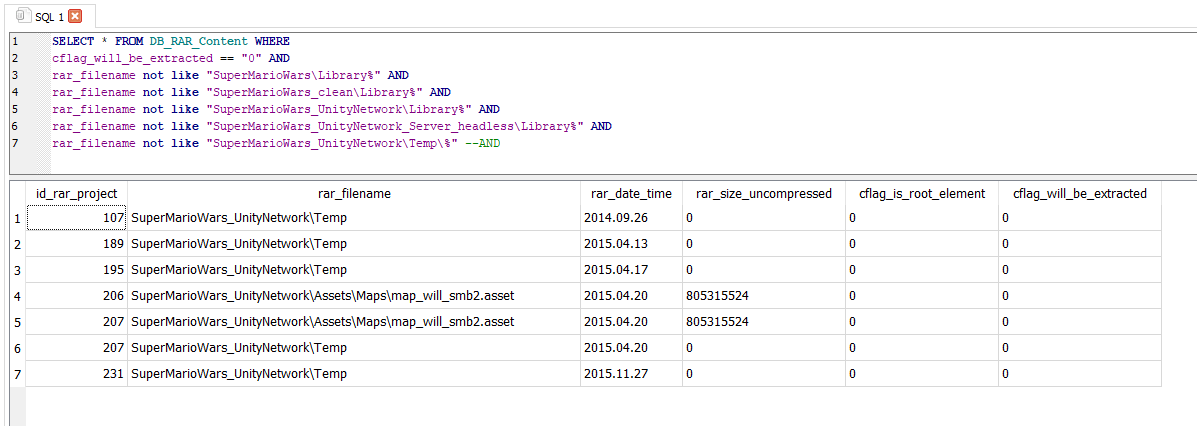 SQL 1
1 SELECT * FROM DB_RAR_Content WHERE
2 cflag_will_be_extracted == "0" AND
3 rar_filename not like "SuperMarioWars\Library%" AND
4 rar_filename not like "SuperMarioWars_clean\Library%" AND
5 rar_filename not like "SuperMarioWars_UnityNetwork\Library%" AND
6 rar_filename not like "SuperMarioWars_UnityNetwork_Server_headless\Library%" AND
7 rar_filename not like "SuperMarioWars_UnityNetwork\Temp\%" --AND
id_rar_project rar_filename rar_date_time rar_size_uncompressed cflag_is_root_element cflag_will_be_extracted
1 107 SuperMarioWars_UnityNetwork\Temp 2014.09.26 0 0 0
2 189 SuperMarioWars_UnityNetwork\Temp 2015.04.13 0 0 0
3 195 SuperMarioWars_UnityNetwork\Temp 2015.04.17 0 0 0
4 206 SuperMarioWars_UnityNetwork\Assets\Maps\map_will_smb2.asset 2015.04.20 805315524 0 0
5 207 SuperMarioWars_UnityNetwork\Assets\Maps\map_will_smb2.asset 2015.04.20 805315524 0 0
6 207 SuperMarioWars_UnityNetwork\Temp 2015.04.20 0 0 0
7 231 SuperMarioWars_UnityNetwork\Temp 2015.11.27 0 0 0